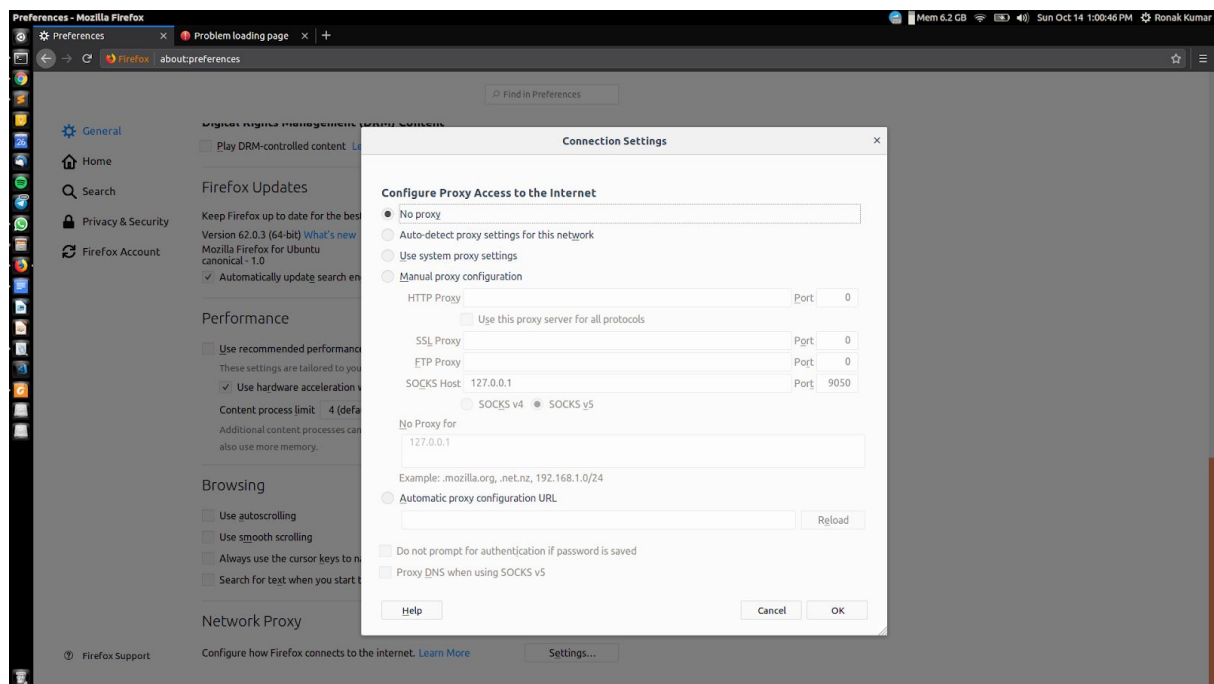 Preferences - Mozilla Firefox
Mem 6.2 GB
Sun Oct 14 1:00:46 PM
Ronak Kumar
Preferences
Problem loading page
Firefox
about:preferences
Find in Preferences
General
Home
Search
Privacy & Security
Firefox Account
Firefox Support
Digital Rights Management (DRM) Content
Play DRM-controlled content Le
Firefox Updates
Keep Firefox up to date for the bes
Version 62.0.3 (64-bit) What's new
Mozilla Firefox for Ubuntu
canonical - 1.0
Automatically update search en
Performance
Use recommended performance
These settings are tailored to you
Use hardware acceleration
Content process limit 4 (defa
Additional content processes can
also use more memory.
Browsing
Use autoscrolling
Use smooth scrolling
Always use the cursor keys to na
Search for text when you start t
Network Proxy
Configure how Firefox connects to the internet. Learn More
Settings...
Connection Settings
Configure Proxy Access to the Internet
No proxy
Auto-detect proxy settings for this network
Use system proxy settings
Manual proxy configuration
HTTP Proxy Port 0
Use this proxy server for all protocols
SSL Proxy Port 0
FTP Proxy Port 0
SOCKS Host 127.0.0.1 Port 9050
SOCKS v4 SOCKS v5
No Proxy for
127.0.0.1
Example: .mozilla.org, .net.nz, 192.168.1.0/24
Automatic proxy configuration URL
Reload
Do not prompt for authentication if password is saved
Proxy DNS when using SOCKS v5
Help
Cancel
OK
26